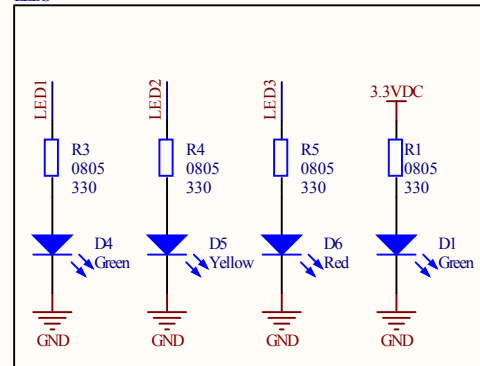 LED1
R3
0805
330
D4
Green
GND
LED2
R4
0805
330
D5
Yellow
GND
LED3
R5
0805
330
D6
Red
GND
3.3VDC
R1
0805
330
D1
Green
GND